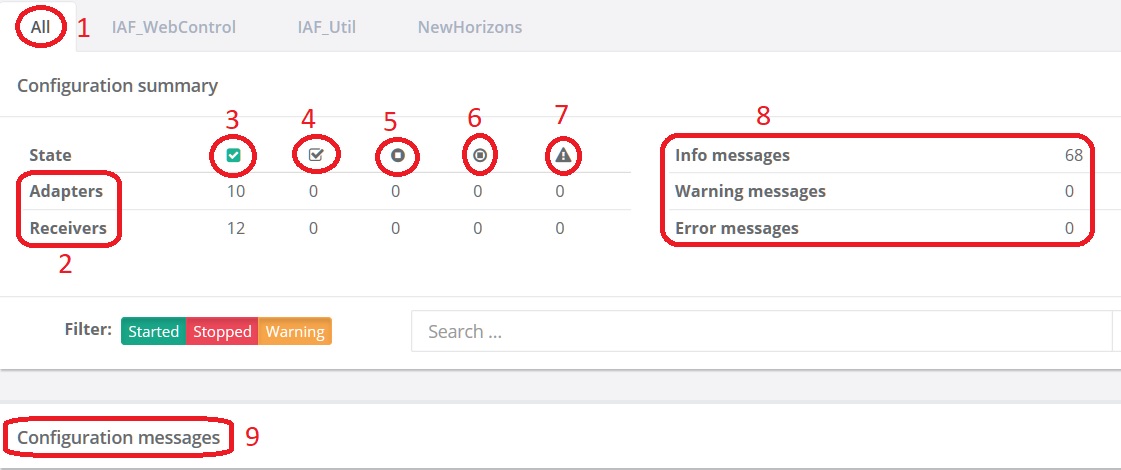 All 1 IAF_WebControl IAF_Util NewHorizons
Configuration summary
3 4 5 6 7 8
State Info messages 68
Adapters 10 0 0 0 0 Warning messages 0
Receivers 12 0 0 0 0 Error messages 0
2
Filter: Started Stopped Warning Search ...
Configuration messages 9